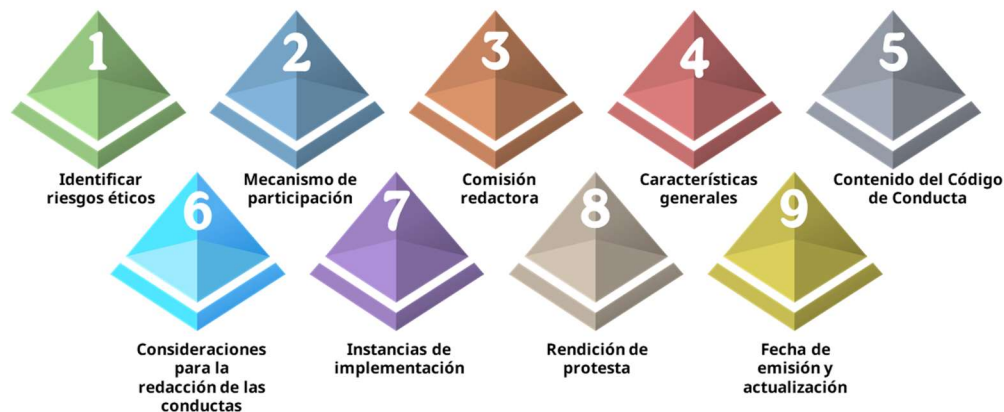 1
2
3
4
5
Identificar
riesgos éticos
Mecanismo de
participación
Comisión
redactora
Características
generales
Contenido del Código
de Conducta
6
7
8
9
Consideraciones
para la
redacción de las
conductas
Instancias de
implementación
Rendición de
protesta
Fecha de
emisión y
actualización